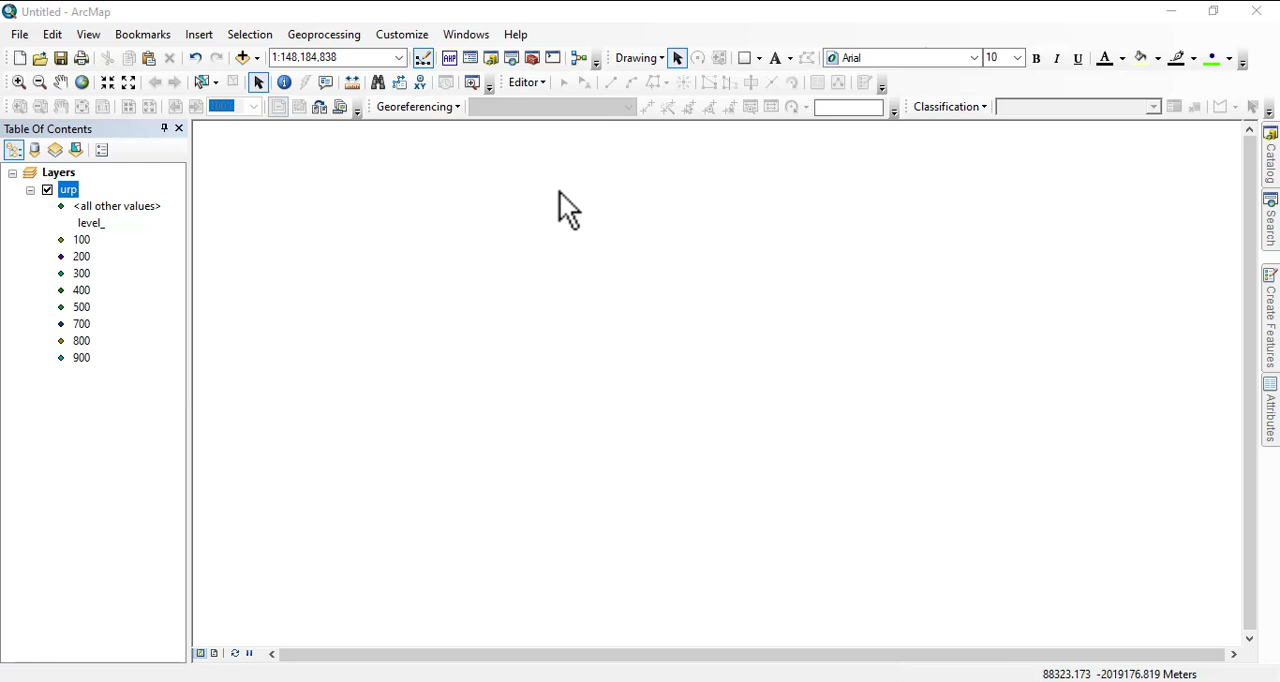 Untitled - ArcMap
File Edit View Bookmarks Insert Selection Geoprocessing Customize Windows Help
1:148,184,838 AHP Drawing Arial 10 B I U A
Editor
100% Georeferencing Classification
Table Of Contents
Layers
urp
<all other values>
level_
100
200
300
400
500
700
800
900
Catalog
Search
Create Features
Attributes
88323.173 -2019176.819 Meters